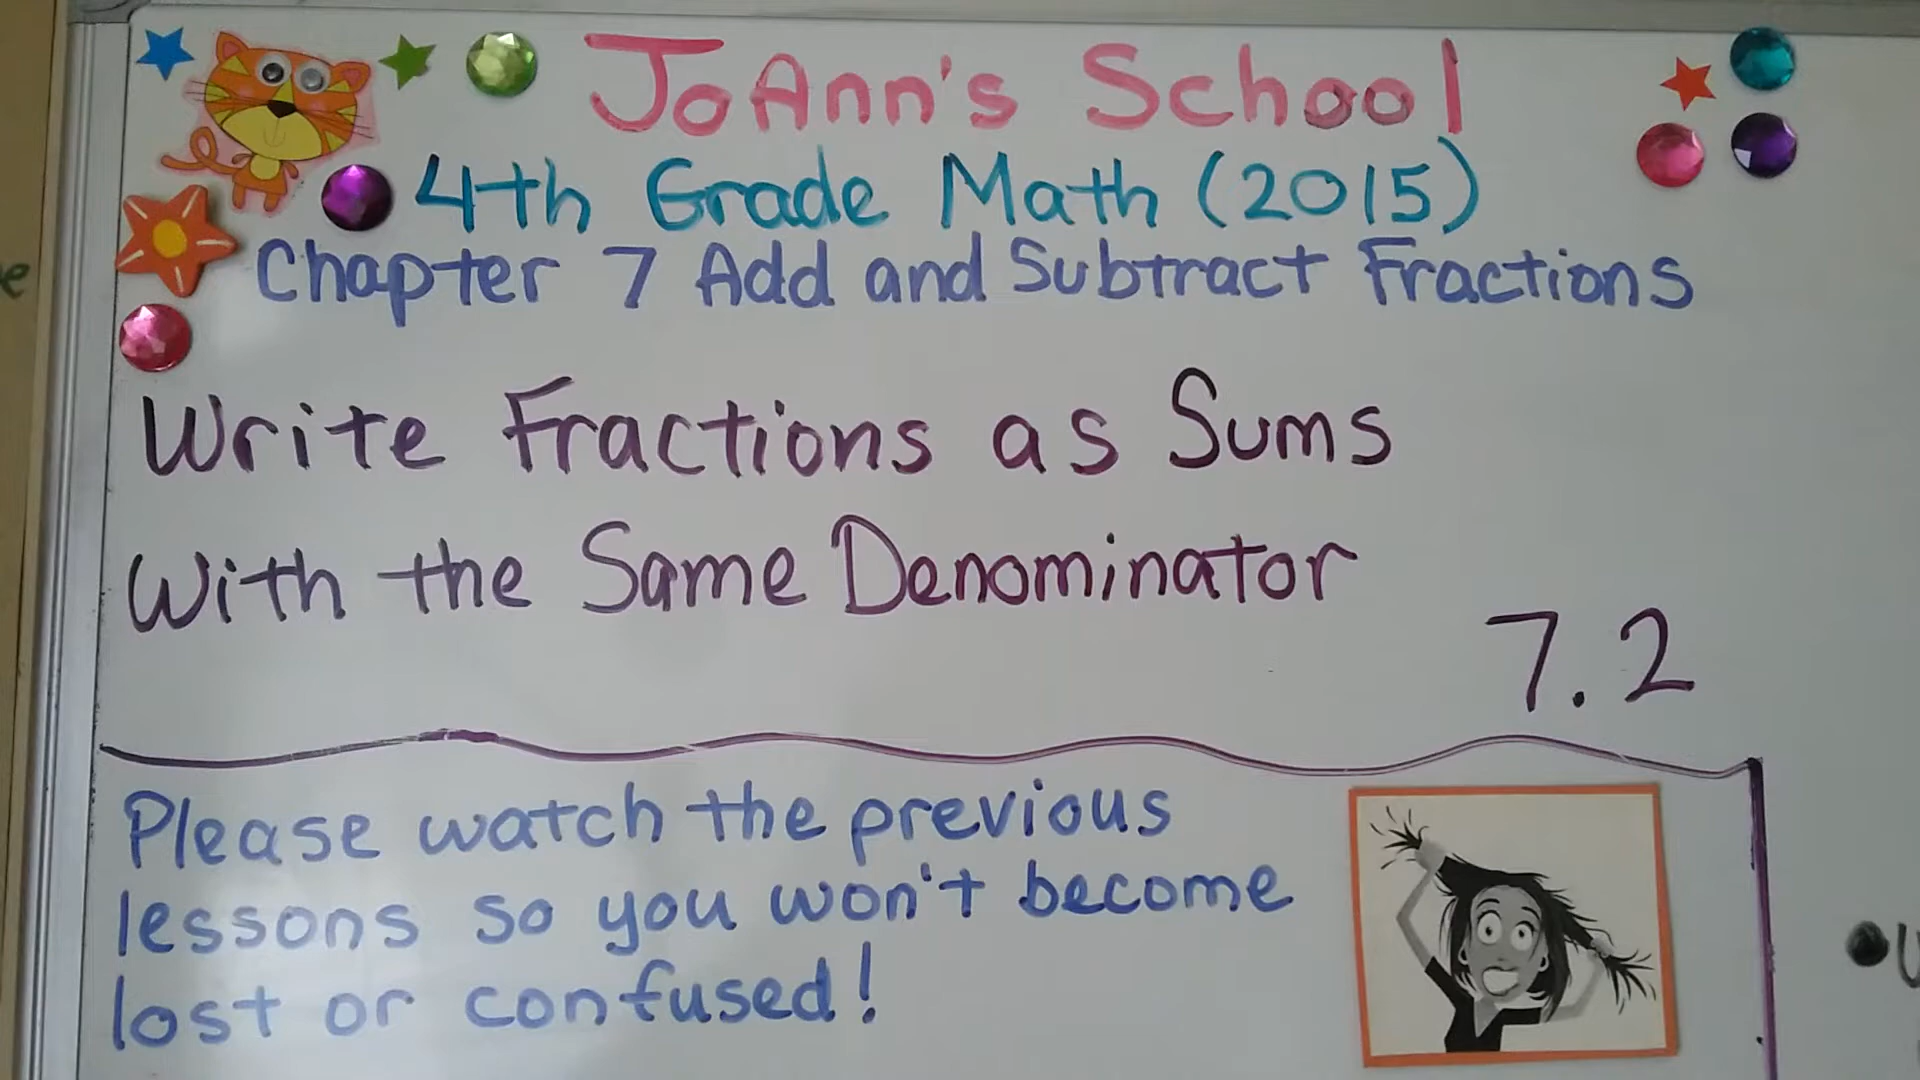 JoAnn's School
4th Grade Math (2015)
Chapter 7 Add and Subtract Fractions
Write Fractions as Sums
With the Same Denominator
7.2
Please watch the previous
lessons so you won't become
lost or confused!